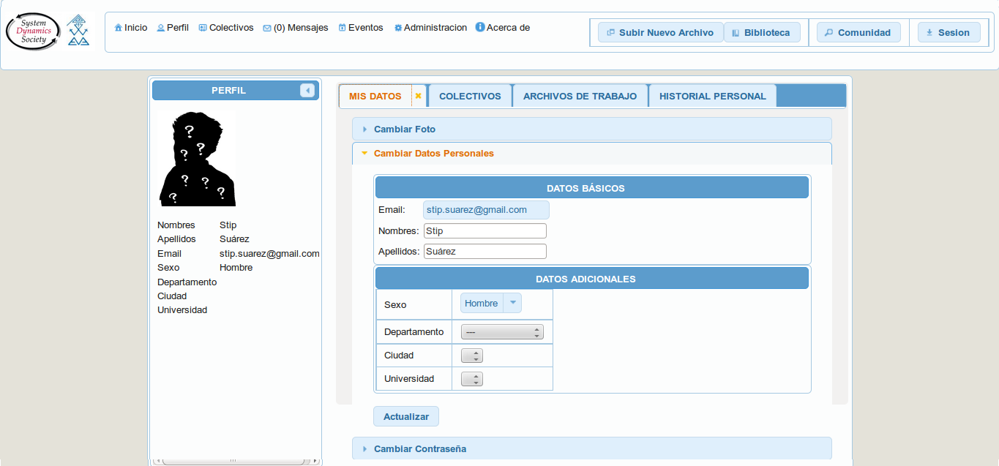 System
Dynamics
Society
Inicio Perfil Colectivos (0) Mensajes Eventos Administracion Acerca de
Subir Nuevo Archivo Biblioteca Comunidad Sesion
PERFIL
? ? ? ? ? ? ?
Nombres Stip
Apellidos Suárez
Email stip.suarez@gmail.com
Sexo Hombre
Departamento
Ciudad
Universidad
MIS DATOS COLECTIVOS ARCHIVOS DE TRABAJO HISTORIAL PERSONAL
Cambiar Foto
Cambiar Datos Personales
DATOS BÁSICOS
Email: stip.suarez@gmail.com
Nombres: Stip
Apellidos: Suárez
DATOS ADICIONALES
Sexo Hombre
Departamento ---
Ciudad
Universidad
Actualizar
Cambiar Contraseña